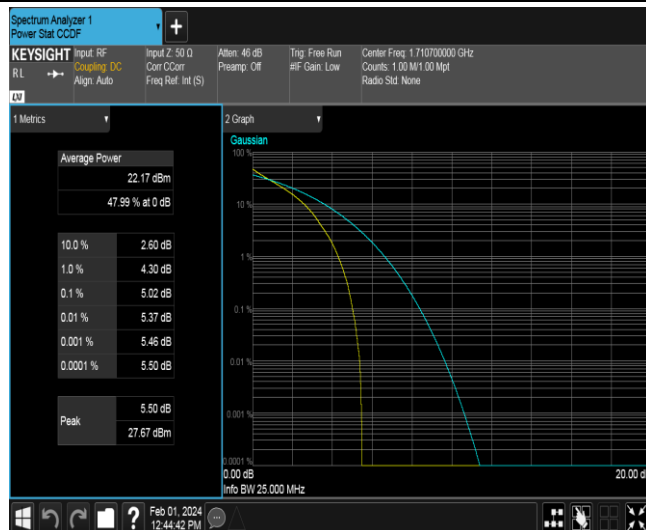 Spectrum Analyzer 1
Power Stat CCDF
KEYSIGHT
RL
Input: RF
Coupling: DC
Align: Auto
Input Z: 50 Ω
Corr CCorr
Freq Ref: Int (S)
Atten: 46 dB
Preamp: Off
Trig: Free Run
#IF Gain: Low
Center Freq: 1.710700000 GHz
Counts: 1.00 M/1.00 Mpt
Radio Std: None
1 Metrics
Average Power
22.17 dBm
47.99 % at 0 dB
10.0 % 2.60 dB
1.0 % 4.30 dB
0.1 % 5.02 dB
0.01 % 5.37 dB
0.001 % 5.46 dB
0.0001 % 5.50 dB
Peak
5.50 dB
27.67 dBm
2 Graph
Gaussian
100 %
10 %
1 %
0.1 %
0.01 %
0.001 %
0.0001 %
0.00 dB
20.00 d
Info BW 25.000 MHz
?
Feb 01, 2024
12:44:42 PM